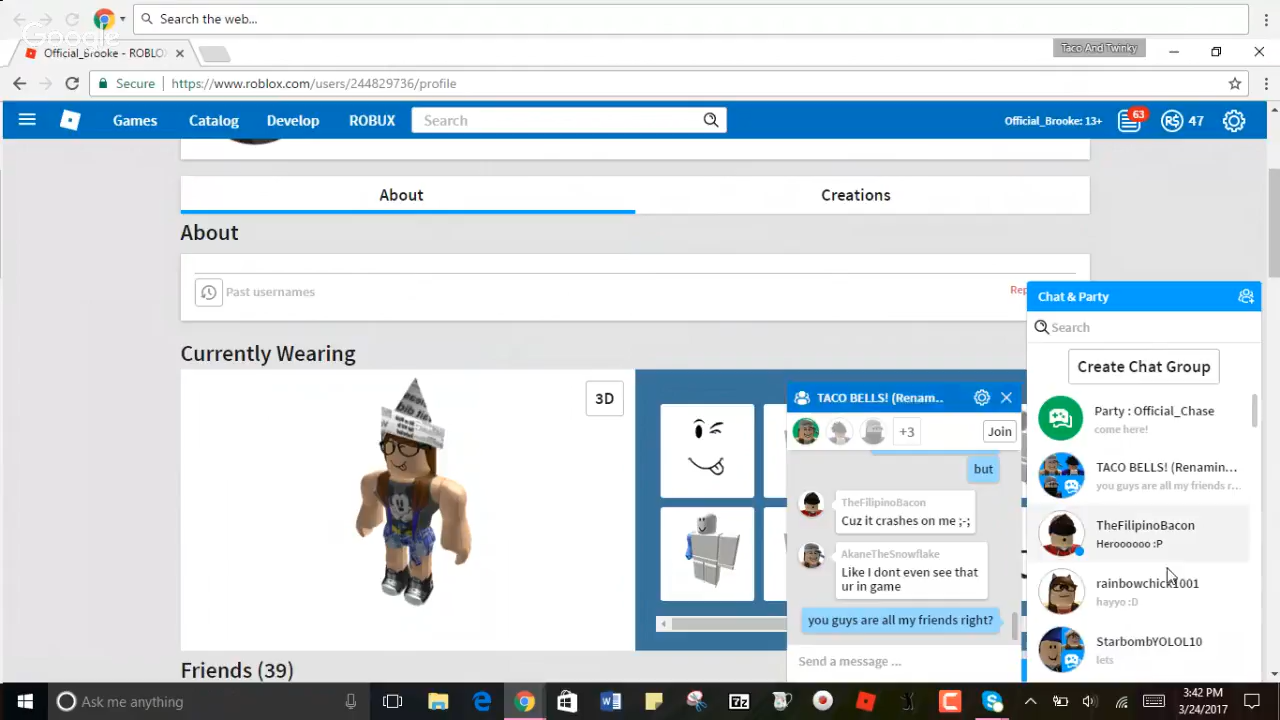 Search the web...
Google
Official_Brooke - ROBLOX
Taco And Twinky
Secure
https://www.roblox.com/users/244829736/profile
Games
Catalog
Develop
ROBUX
Search
Official_Brooke: 13+
63
R$ 47
About
Creations
About
Past usernames
Rep
Currently Wearing
3D
Friends (39)
TACO BELLS! (Renam..
+3
Join
but
TheFilipinoBacon
Cuz it crashes on me ;-;
AkaneTheSnowflake
Like I dont even see that
ur in game
you guys are all my friends right?
Send a message ...
Chat & Party
Search
Create Chat Group
Party : Official_Chase
come here!
TACO BELLS! (Renamin...
you guys are all my friends r...
TheFilipinoBacon
Heroooooo :P
rainbowchick1001
hayyo :D
StarbombYOLOL10
lets
Ask me anything
3:42 PM
3/24/2017